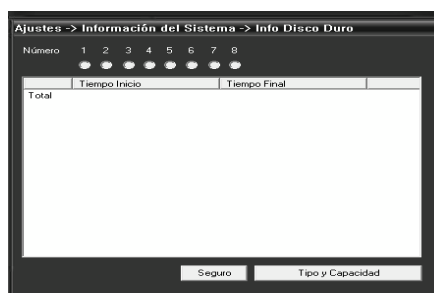 Ajustes -> Información del Sistema -> Info Disco Duro
Número 1 2 3 4 5 6 7 8
Tiempo Inicio Tiempo Final
Total
Seguro Tipo y Capacidad